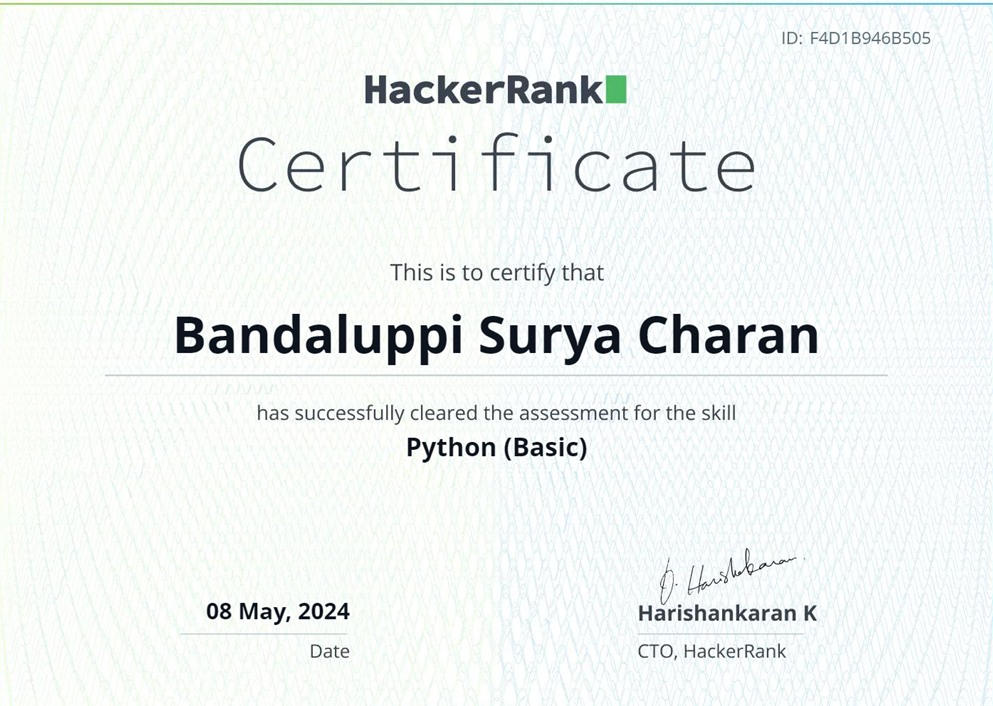 ID: F4D1B946B505
HackerRank
Certificate
This is to certify that
Bandaluppi Surya Charan
has successfully cleared the assessment for the skill
Python (Basic)
08 May, 2024
Date
Harishankaran K
CTO, HackerRank